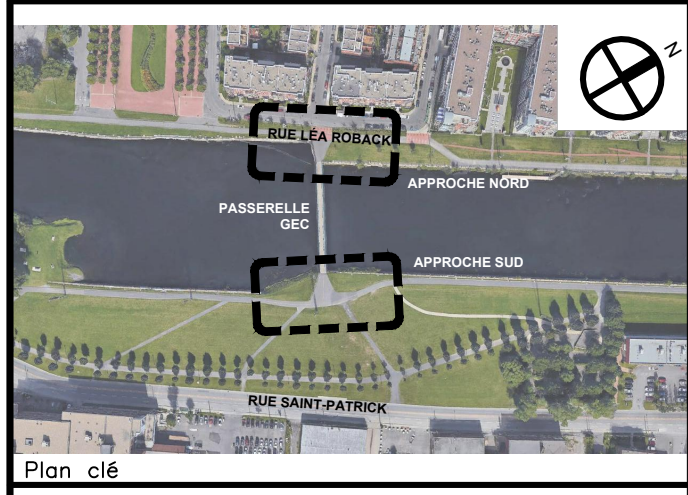 N
RUE LÉA ROBACK
APPROCHE NORD
PASSERELLE
GEC
APPROCHE SUD
RUE SAINT-PATRICK
Plan clé